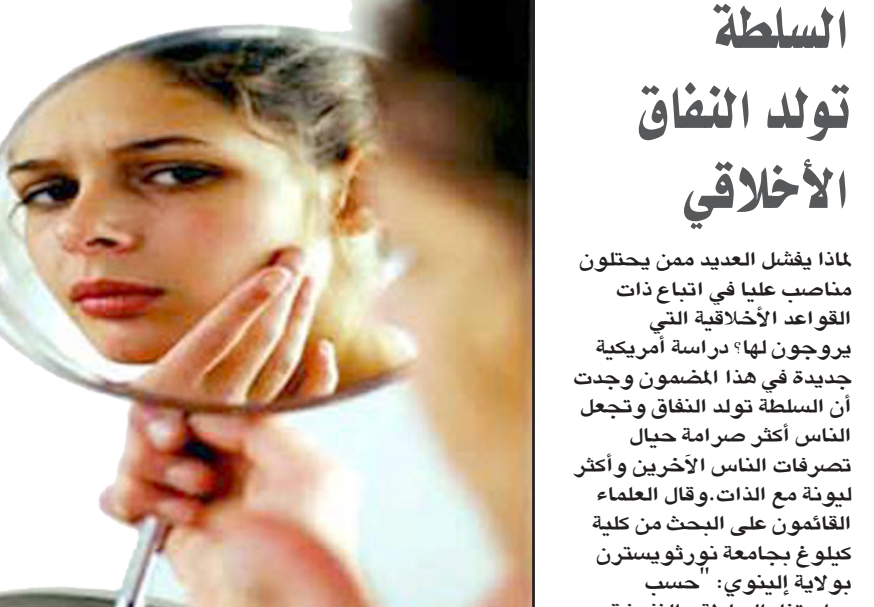 السلطة
تولد النفاق
الأخلاقي
لماذا يفشل العديد ممن يحتلون
مناصب عليا في اتباع ذات
القواعد الأخلاقية التي
يروجون لها؟ دراسة أمريكية
جديدة في هذا المضمون وجدت
أن السلطة تولد النفاق وتجعل
الناس أكثر صرامة حيال
تصرفات الناس الآخرين وأكثر
ليونة مع الذات.وقال العلماء
القائمون على البحث من كلية
كيلوغ بجامعة نورثويسترن
بولاية إلينوي: "حسب